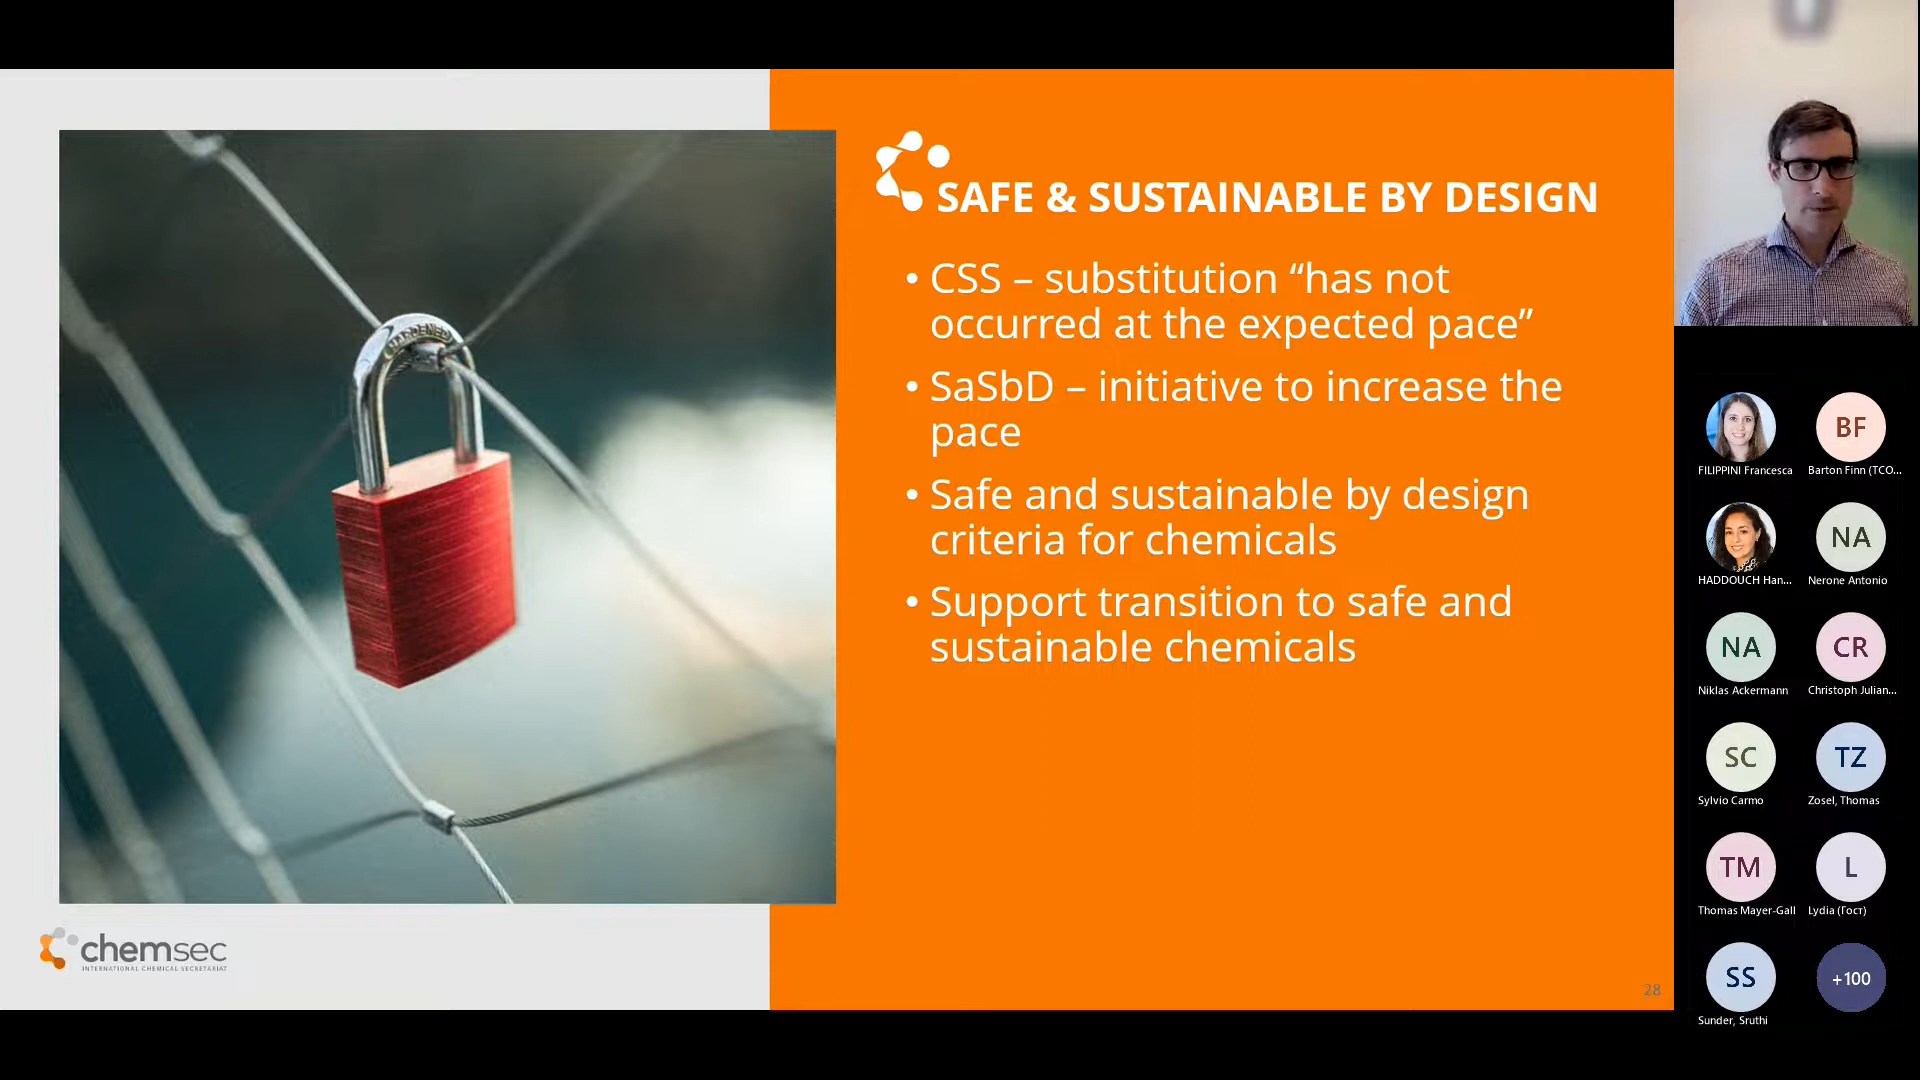 HARDENED
SAFE & SUSTAINABLE BY DESIGN
• CSS – substitution “has not
occurred at the expected pace”
• SaSbD – initiative to increase the
pace
• Safe and sustainable by design
criteria for chemicals
• Support transition to safe and
sustainable chemicals
chemsec
INTERNATIONAL CHEMICAL SECRETARIAT
28
FILIPPINI Francesca
BF
Barton Finn (TCO...
HADDOUCH Han...
NA
Nerone Antonio
NA
Niklas Ackermann
CR
Christoph Julian...
SC
Sylvio Carmo
TZ
Zosel, Thomas
TM
Thomas Mayer-Gall
L
Lydia (Гост)
SS
Sunder, Sruthi
+100